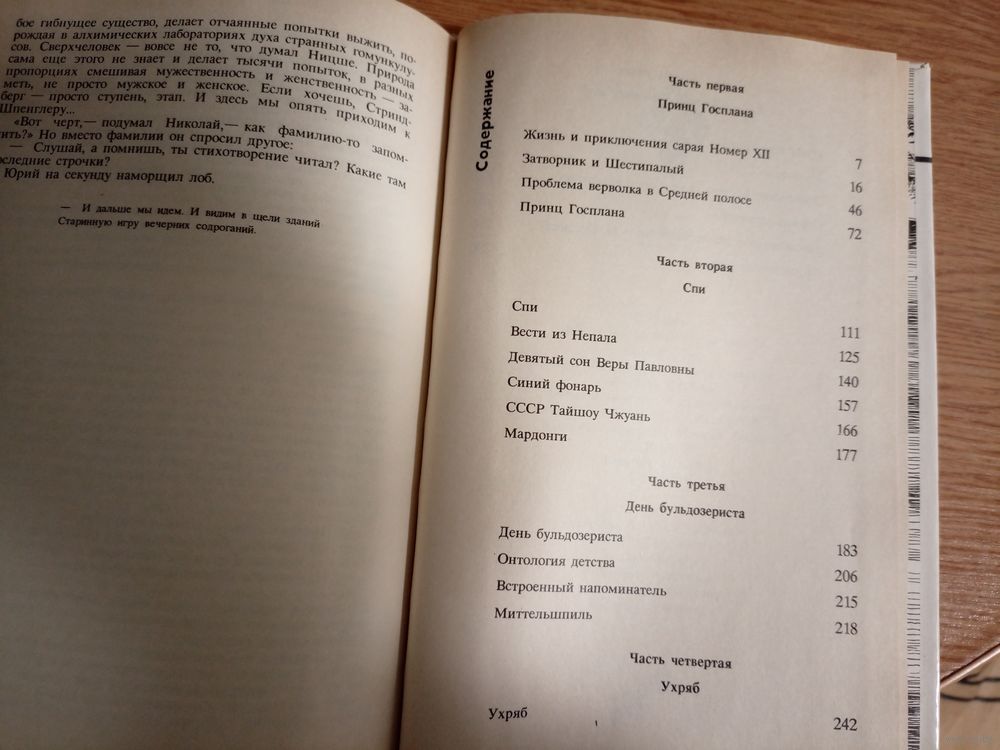 бое гибнущее существо, делает отчаянные попытки выжить, по-
рождая в алхимических лабораториях духа странных гомункулу-
сов. Сверхчеловек — вовсе не то, что думал Ницше. Природа
сама еще этого не знает и делает тысячи попыток, в разных
пропорциях смешивая мужественность и женственность — за-
меть, не просто мужское и женское. Если хочешь, Стринд-
берг — просто ступень, этап. И здесь мы опять приходим к
Шпенглеру...
«Вот черт,— подумал Николай,— как фамилию-то запом-
нить?» Но вместо фамилии он спросил другое:
— Слушай, а помнишь, ты стихотворение читал? Какие там
последние строчки?
Юрий на секунду наморщил лоб.
— И дальше мы идем. И видим в щели зданий
Старинную игру вечерних содроганий.
Содержание
Часть первая
Принц Госплана
Жизнь и приключения сарая Номер XII 7
Затворник и Шестипалый 16
Проблема верволка в Средней полосе 46
Принц Госплана 72
Часть вторая
Спи
Спи 111
Вести из Непала 125
Девятый сон Веры Павловны 140
Синий фонарь 157
СССР Тайшоу Чжуань 166
Мардонги 177
Часть третья
День бульдозериста
День бульдозериста 183
Онтология детства 206
Встроенный напоминатель 215
Миттельшпиль 218
Часть четвертая
Ухряб
Ухряб 242